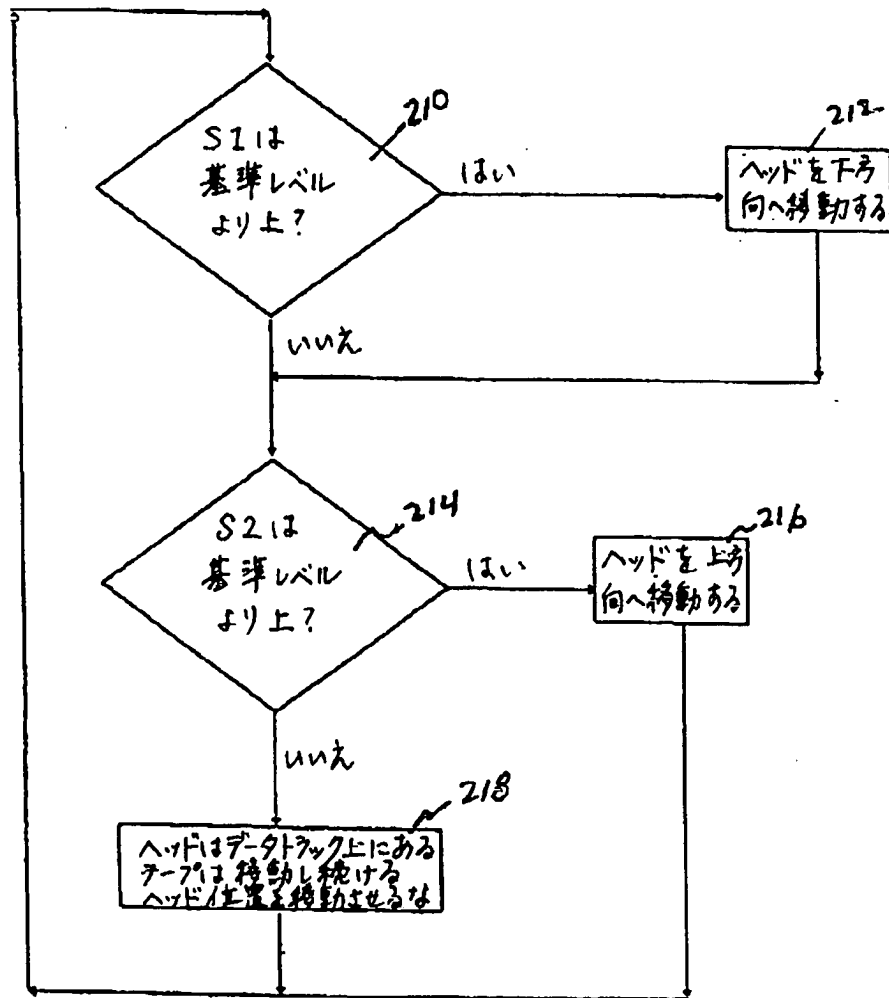 210
S1は
基準レベル
より上?
はい
212
ヘッドを下方
向へ移動する
いいえ
214
S2は
基準レベル
より上?
はい
216
ヘッドを上方
向へ移動する
いいえ
218
ヘッドはデータトラック上にある
テープは移動し続ける
ヘッド位置を移動させるな